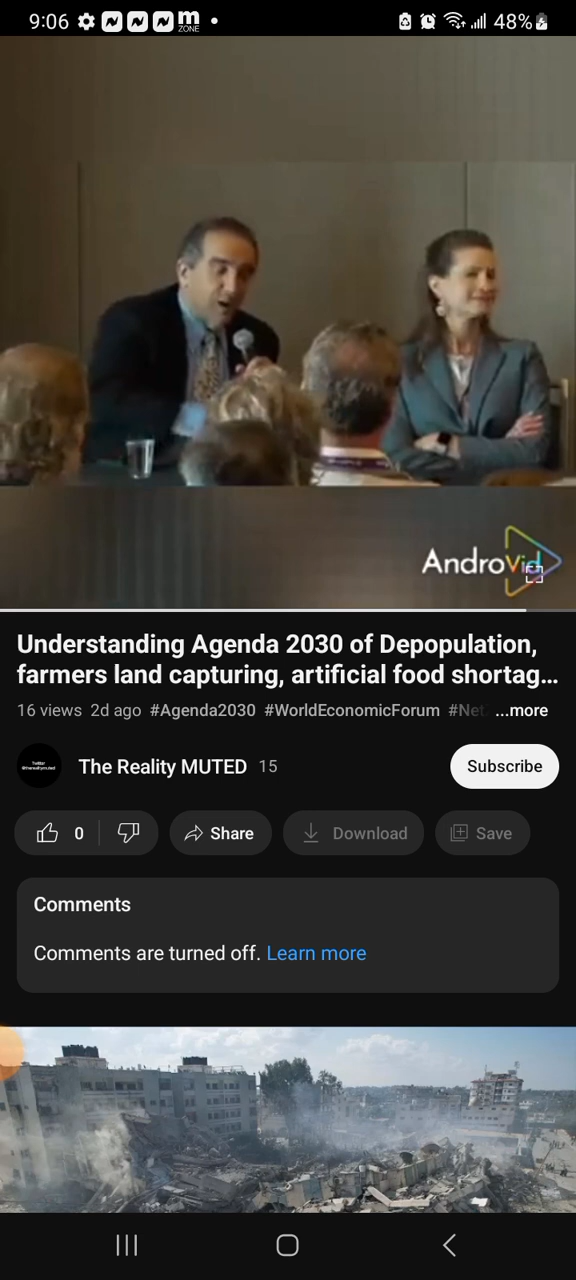 9:06
m
ZONE
48%
AndroVid
Understanding Agenda 2030 of Depopulation,
farmers land capturing, artificial food shortag...
16 views 2d ago #Agenda2030 #WorldEconomicForum #Net ...more
The Reality MUTED 15
Subscribe
0
Share
Download
Save
Comments
Comments are turned off. Learn more